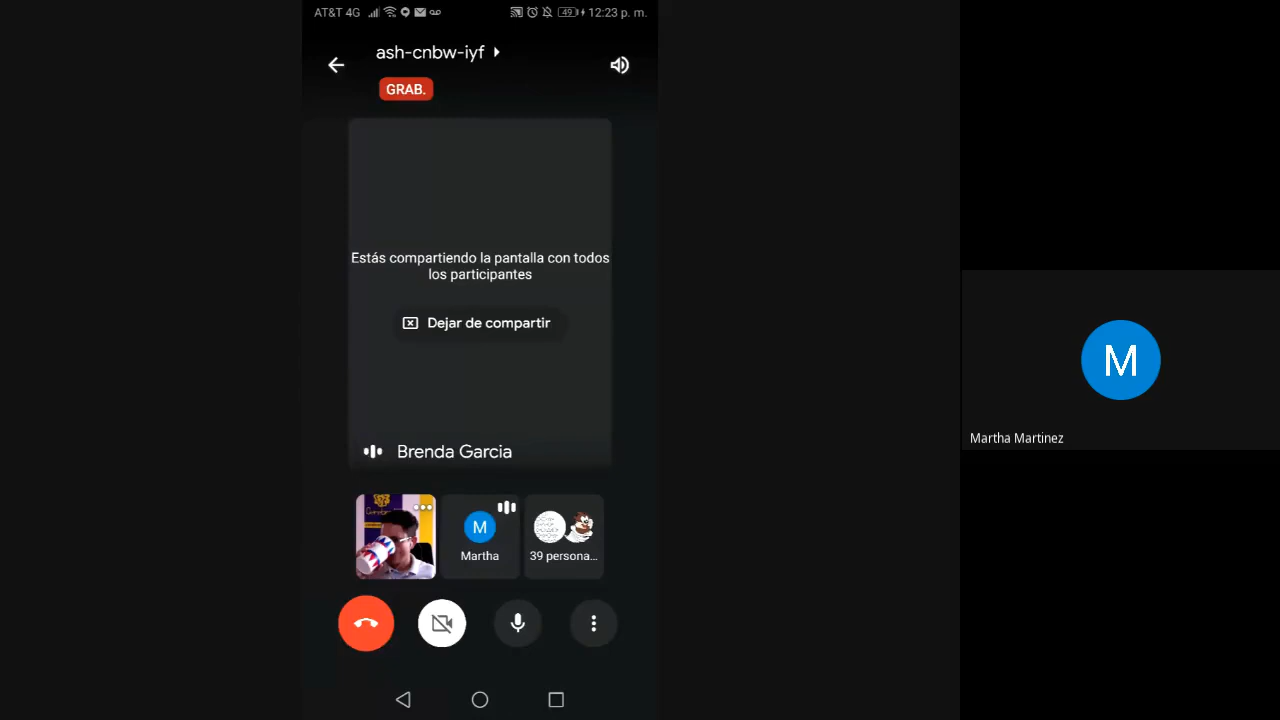 AT&T 4G 49 12:23 p. m.
ash-cnbw-iyf
GRAB.
Estás compartiendo la pantalla con todos
los participantes
Dejar de compartir
Brenda Garcia
M
Martha
39 persona...
M
Martha Martinez